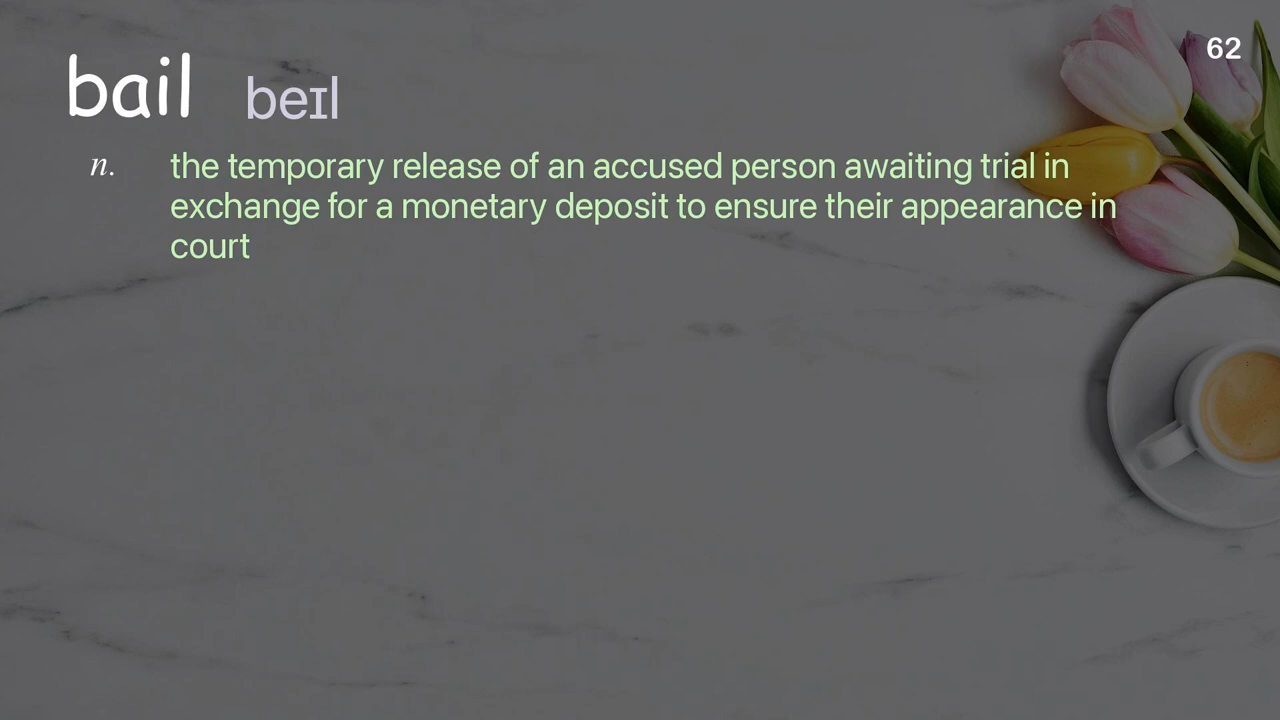 62
bail beɪl
n. the temporary release of an accused person awaiting trial in
exchange for a monetary deposit to ensure their appearance in
court